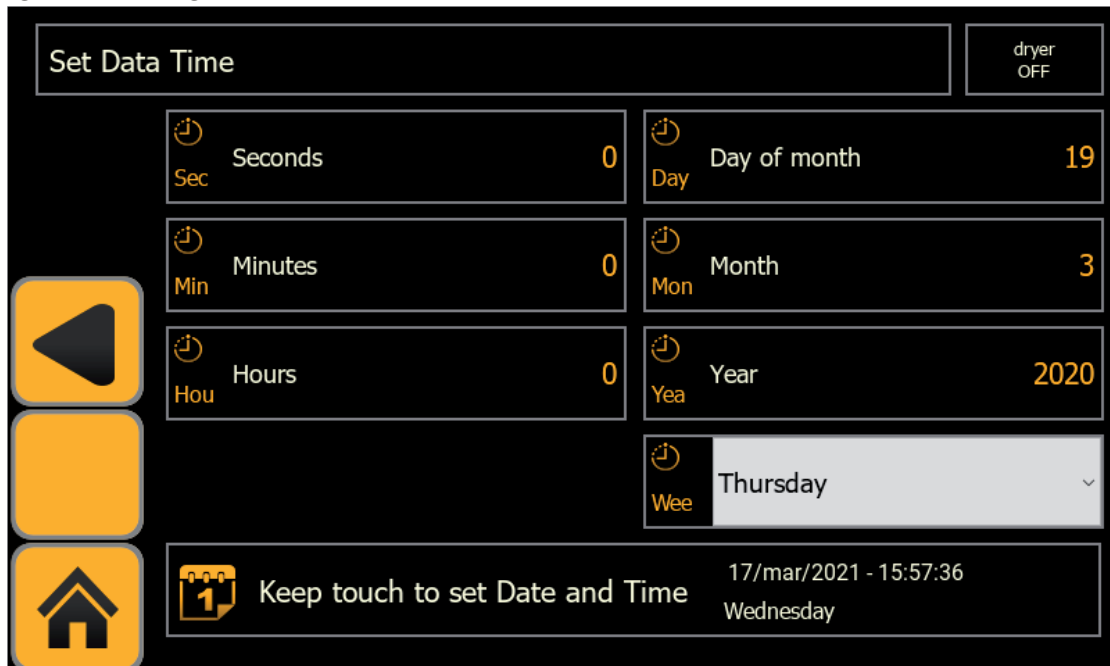 Set Data Time
dryer
OFF
Sec
Seconds
0
Day
Day of month
19
Min
Minutes
0
Mon
Month
3
Hou
Hours
0
Yea
Year
2020
Wee
Thursday
1
Keep touch to set Date and Time
17/mar/2021 - 15:57:36
Wednesday